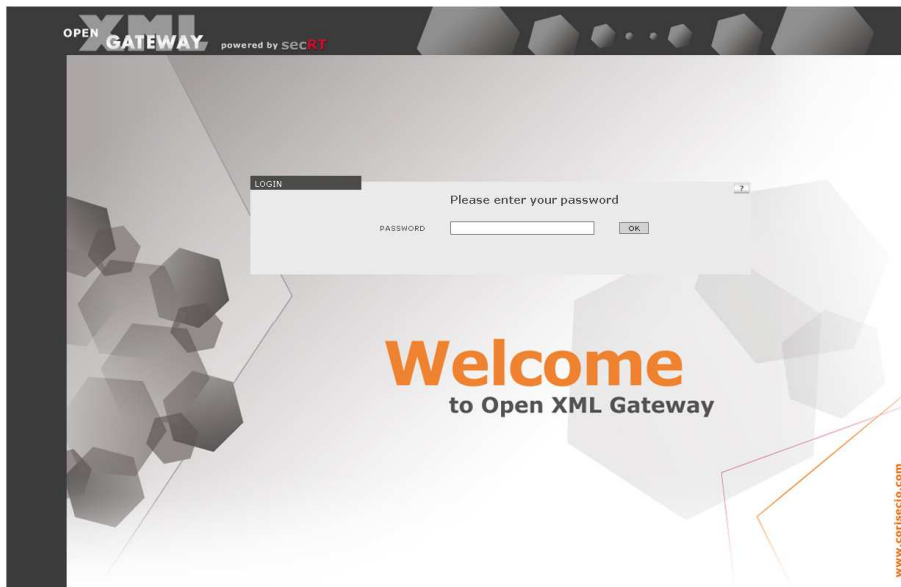 OPEN XML
GATEWAY powered by secRT
LOGIN
?
Please enter your password
PASSWORD
OK
Welcome
to Open XML Gateway
www.corisecio.com